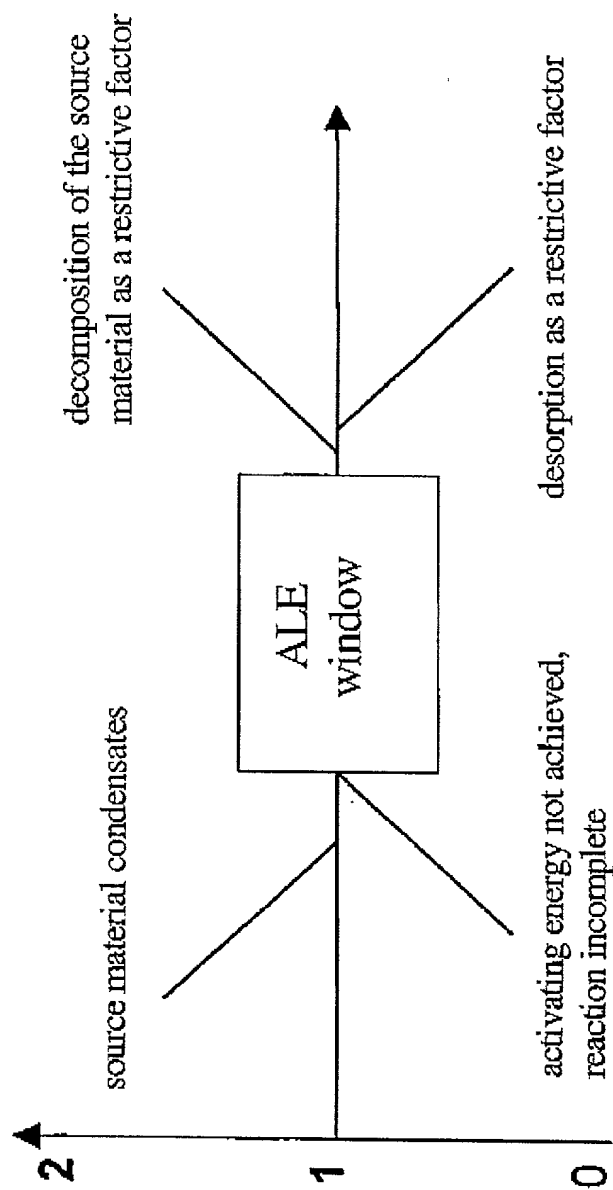 2
source material condensates
decomposition of the source
material as a restrictive factor
1
ALE
window
0
activating energy not achieved,
reaction incomplete
desorption as a restrictive factor